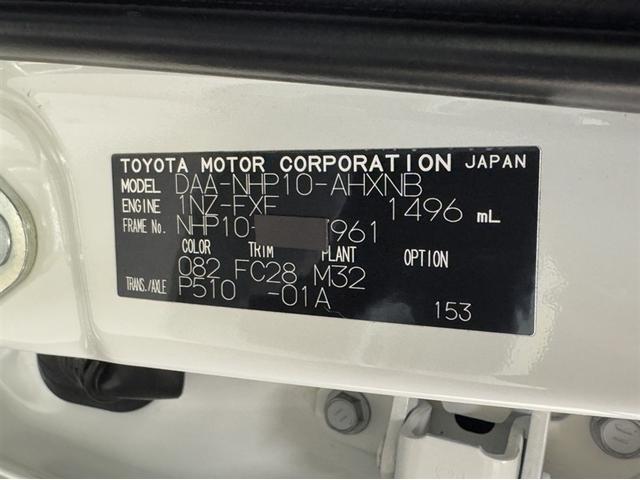 TOYOTA MOTOR CORPORATION JAPAN
MODEL DAA-NHP10-AHXNB
ENGINE 1NZ-FXE 1496 mL
FRAME No. NHP10- 961
COLOR TRIM PLANT OPTION
082 FC28 M32
TRANS./AXLE P510 -01A
153